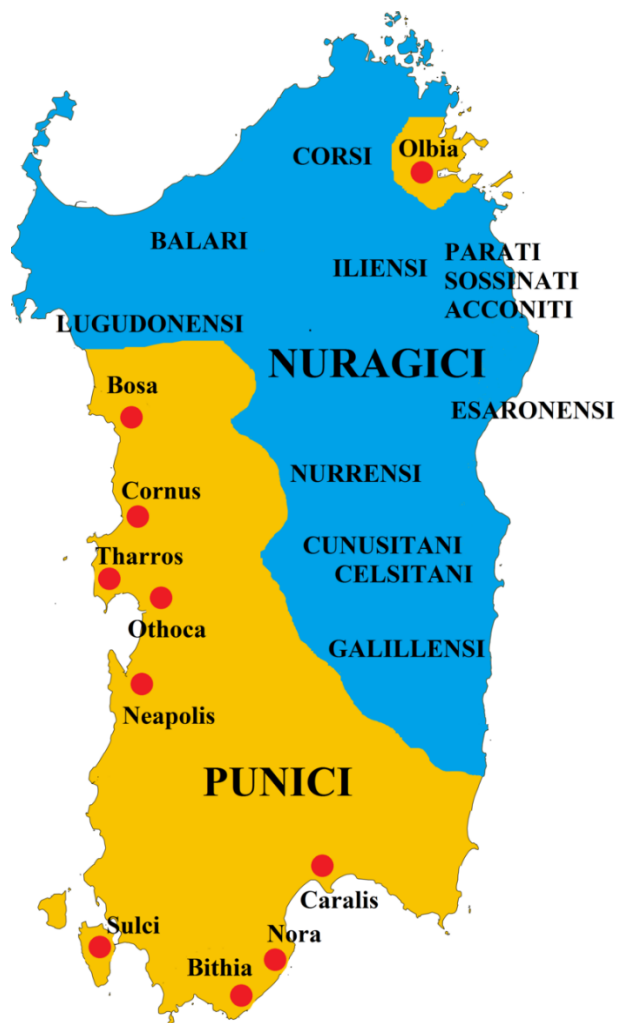 Olbia
CORSI
BALARI
ILIENSI
PARATI
SOSSINATI
ACCONITI
LUGUDONENSI
NURAGICI
Bosa
ESARONENSI
NURRENSI
Cornus
CUNUSITANI
CELSITANI
Tharros
Othoca
GALILLENSI
Neapolis
PUNICI
Caralis
Sulci
Nora
Bithia